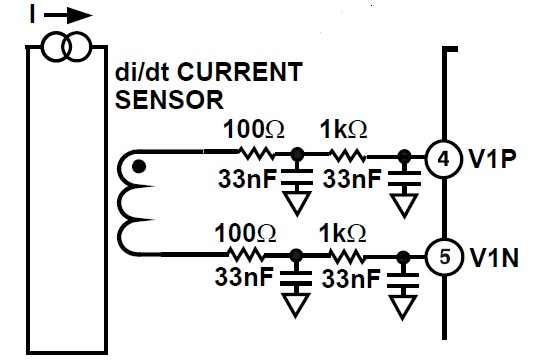 I
di/dt CURRENT
SENSOR
100Ω 1kΩ
33nF 33nF
4 V1P
100Ω 1kΩ
33nF 33nF
5 V1N